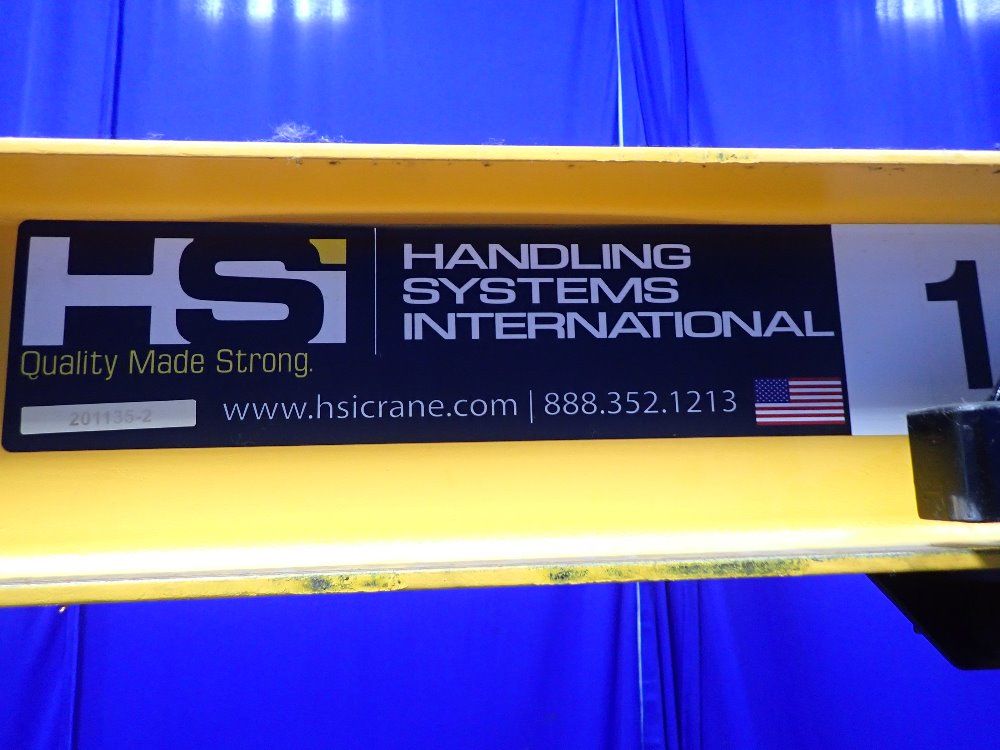 HSi
Quality Made Strong.
HANDLING
SYSTEMS
INTERNATIONAL
201135-2
www.hsicrane.com | 888.352.1213
1